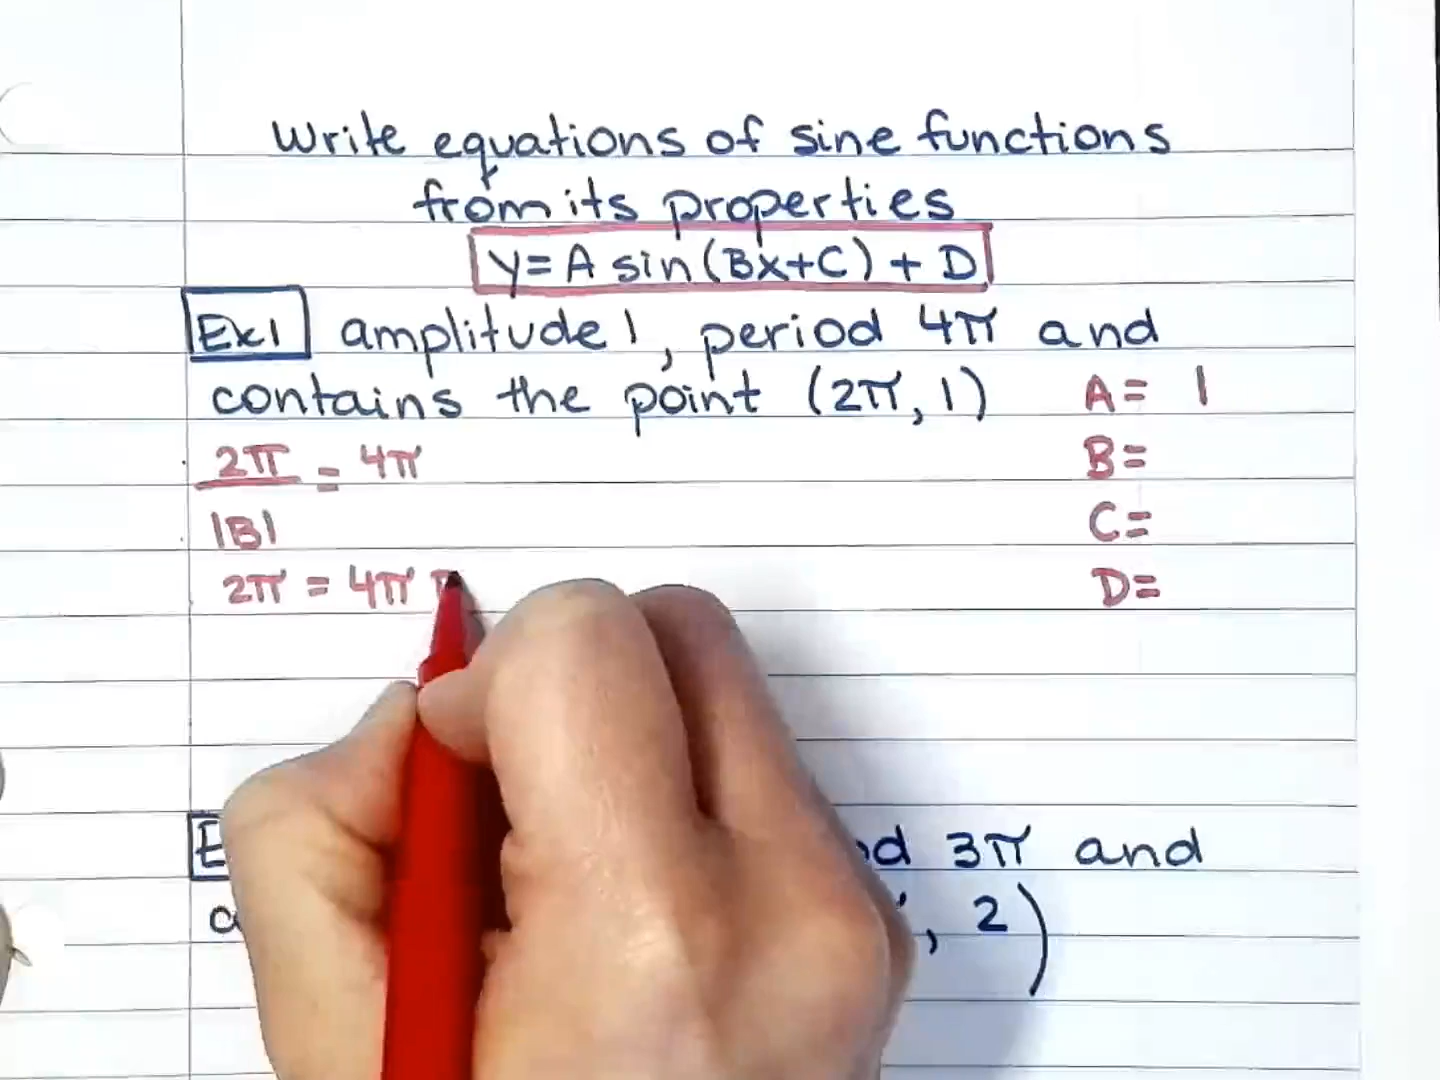 Write equations of sine functions
from its properties
y = A sin (Bx+C) + D
Ex1 amplitude 1, period 4π and
contains the point (2π, 1)
A = 1
2π = 4π
B =
|B|
C =
2π = 4π
D =
3π and
, 2)